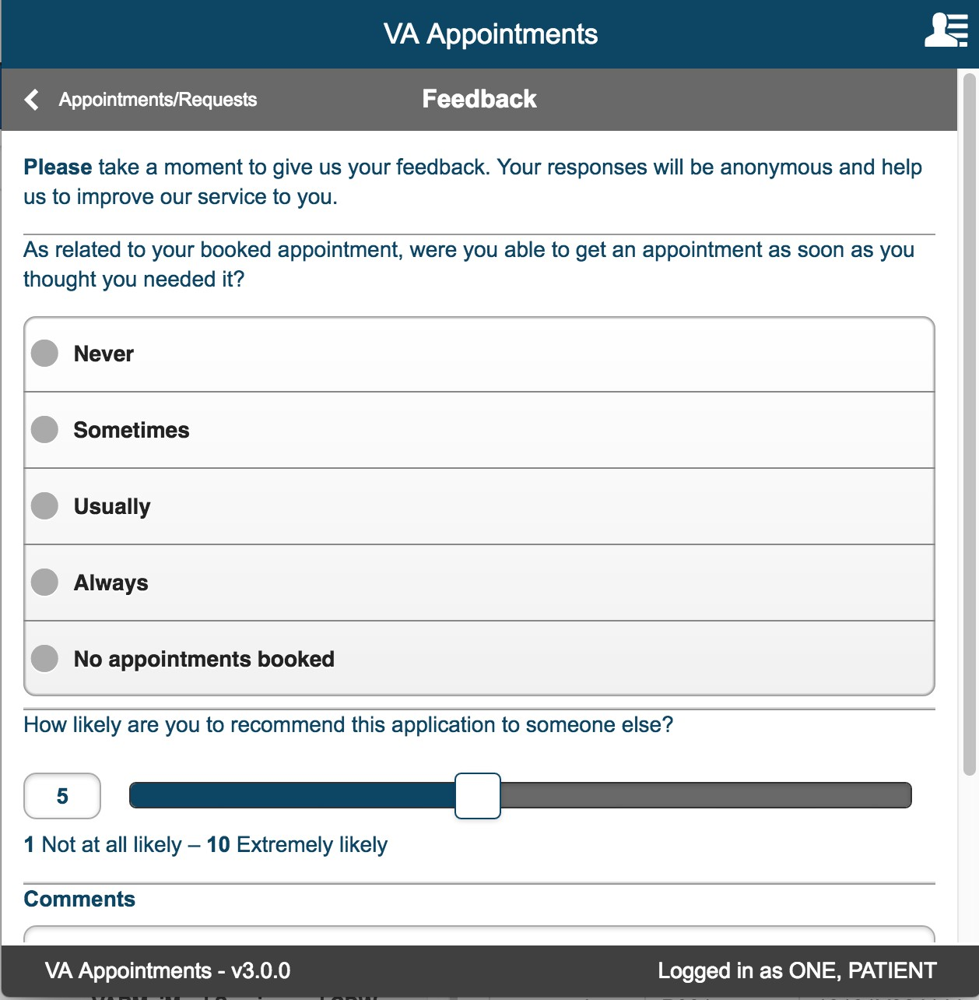 VA Appointments
Appointments/Requests
Feedback
Please take a moment to give us your feedback. Your responses will be anonymous and help
us to improve our service to you.
As related to your booked appointment, were you able to get an appointment as soon as you
thought you needed it?
Never
Sometimes
Usually
Always
No appointments booked
How likely are you to recommend this application to someone else?
5
1 Not at all likely – 10 Extremely likely
Comments
VA Appointments - v3.0.0
Logged in as ONE, PATIENT